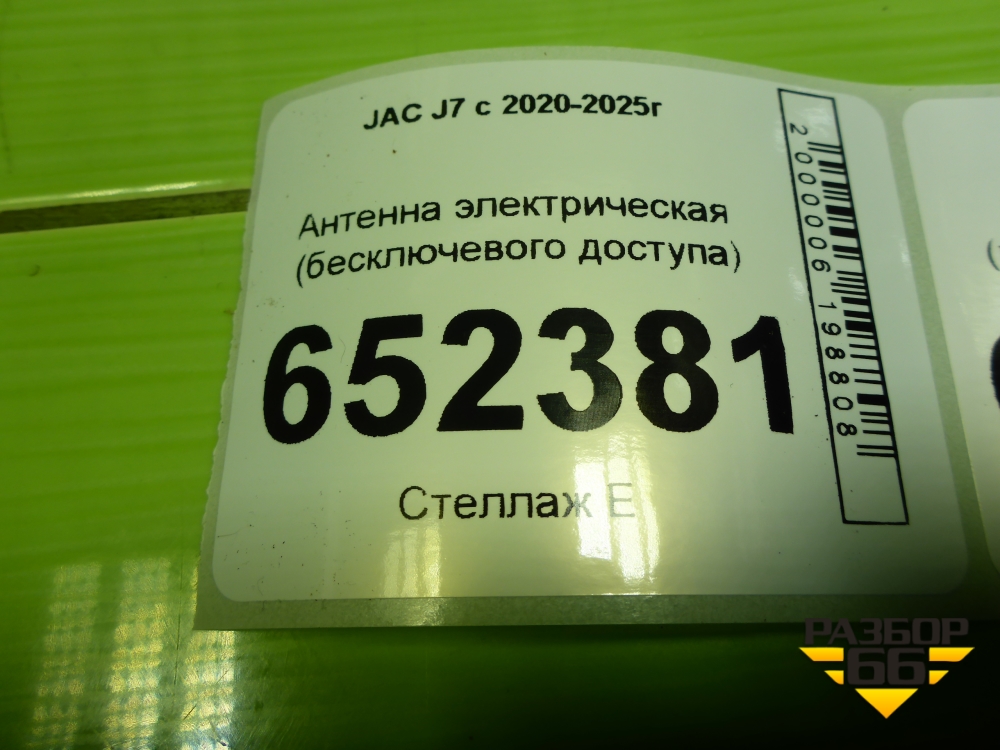 JAC J7 с 2020-2025г
Антенна электрическая
(бесключевого доступа)
652381
Стеллаж Е
2000006198808
РАЗБОР
66